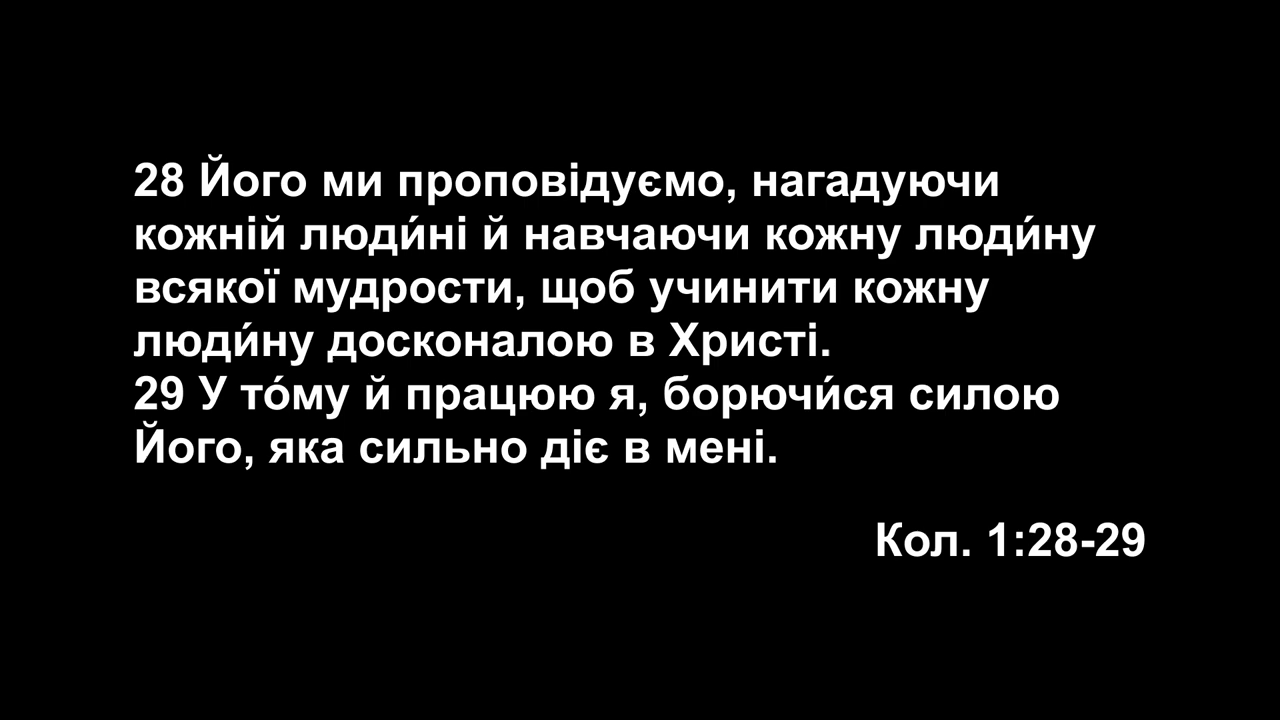 28 Його ми проповідуємо, нагадуючи
кожній люди́ні й навчаючи кожну люди́ну
всякої мудрости, щоб учинити кожну
люди́ну досконалою в Христі.
29 У то́му й працюю я, борючи́ся силою
Його, яка сильно діє в мені.
Кол. 1:28-29